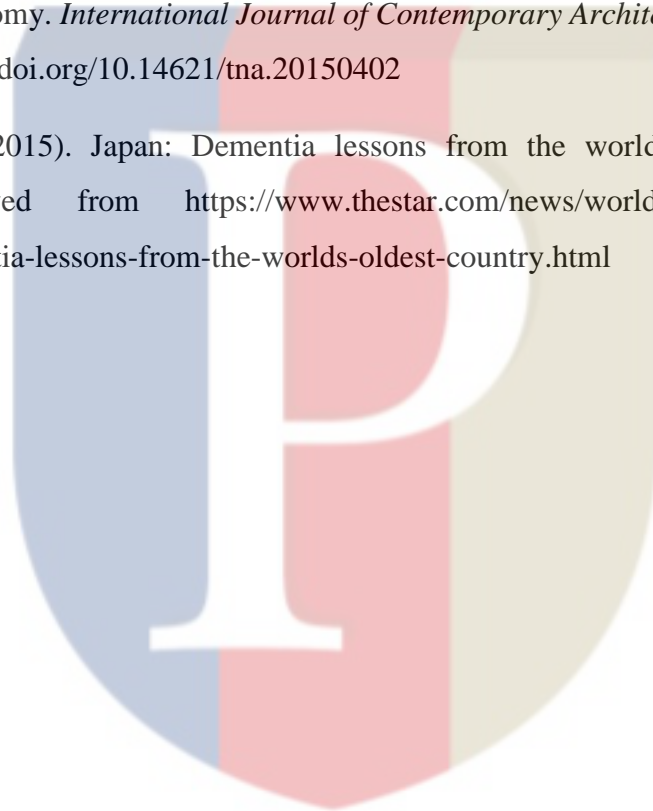 omy. International Journal of Contemporary Archite
doi.org/10.14621/tna.20150402
2015). Japan: Dementia lessons from the world
ed from https://www.thestar.com/news/world
tia-lessons-from-the-worlds-oldest-country.html
P